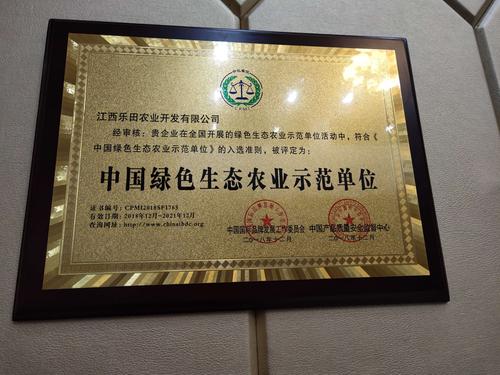 CPMI
江西乐田农业开发有限公司
经审核：贵企业在全国开展的绿色生态农业示范单位活动中，符合《
中国绿色生态农业示范单位》的入选准则，被评定为：
中国绿色生态农业示范单位
证书编号：CPMI2018SP3765
有效日期：2018年12月-2021年12月
查询网址：http://www.chinaibdc.org
中国国际品牌发展工作委员会 中国产品质量安全监督中心
二〇一八年十二月 二〇一八年十二月